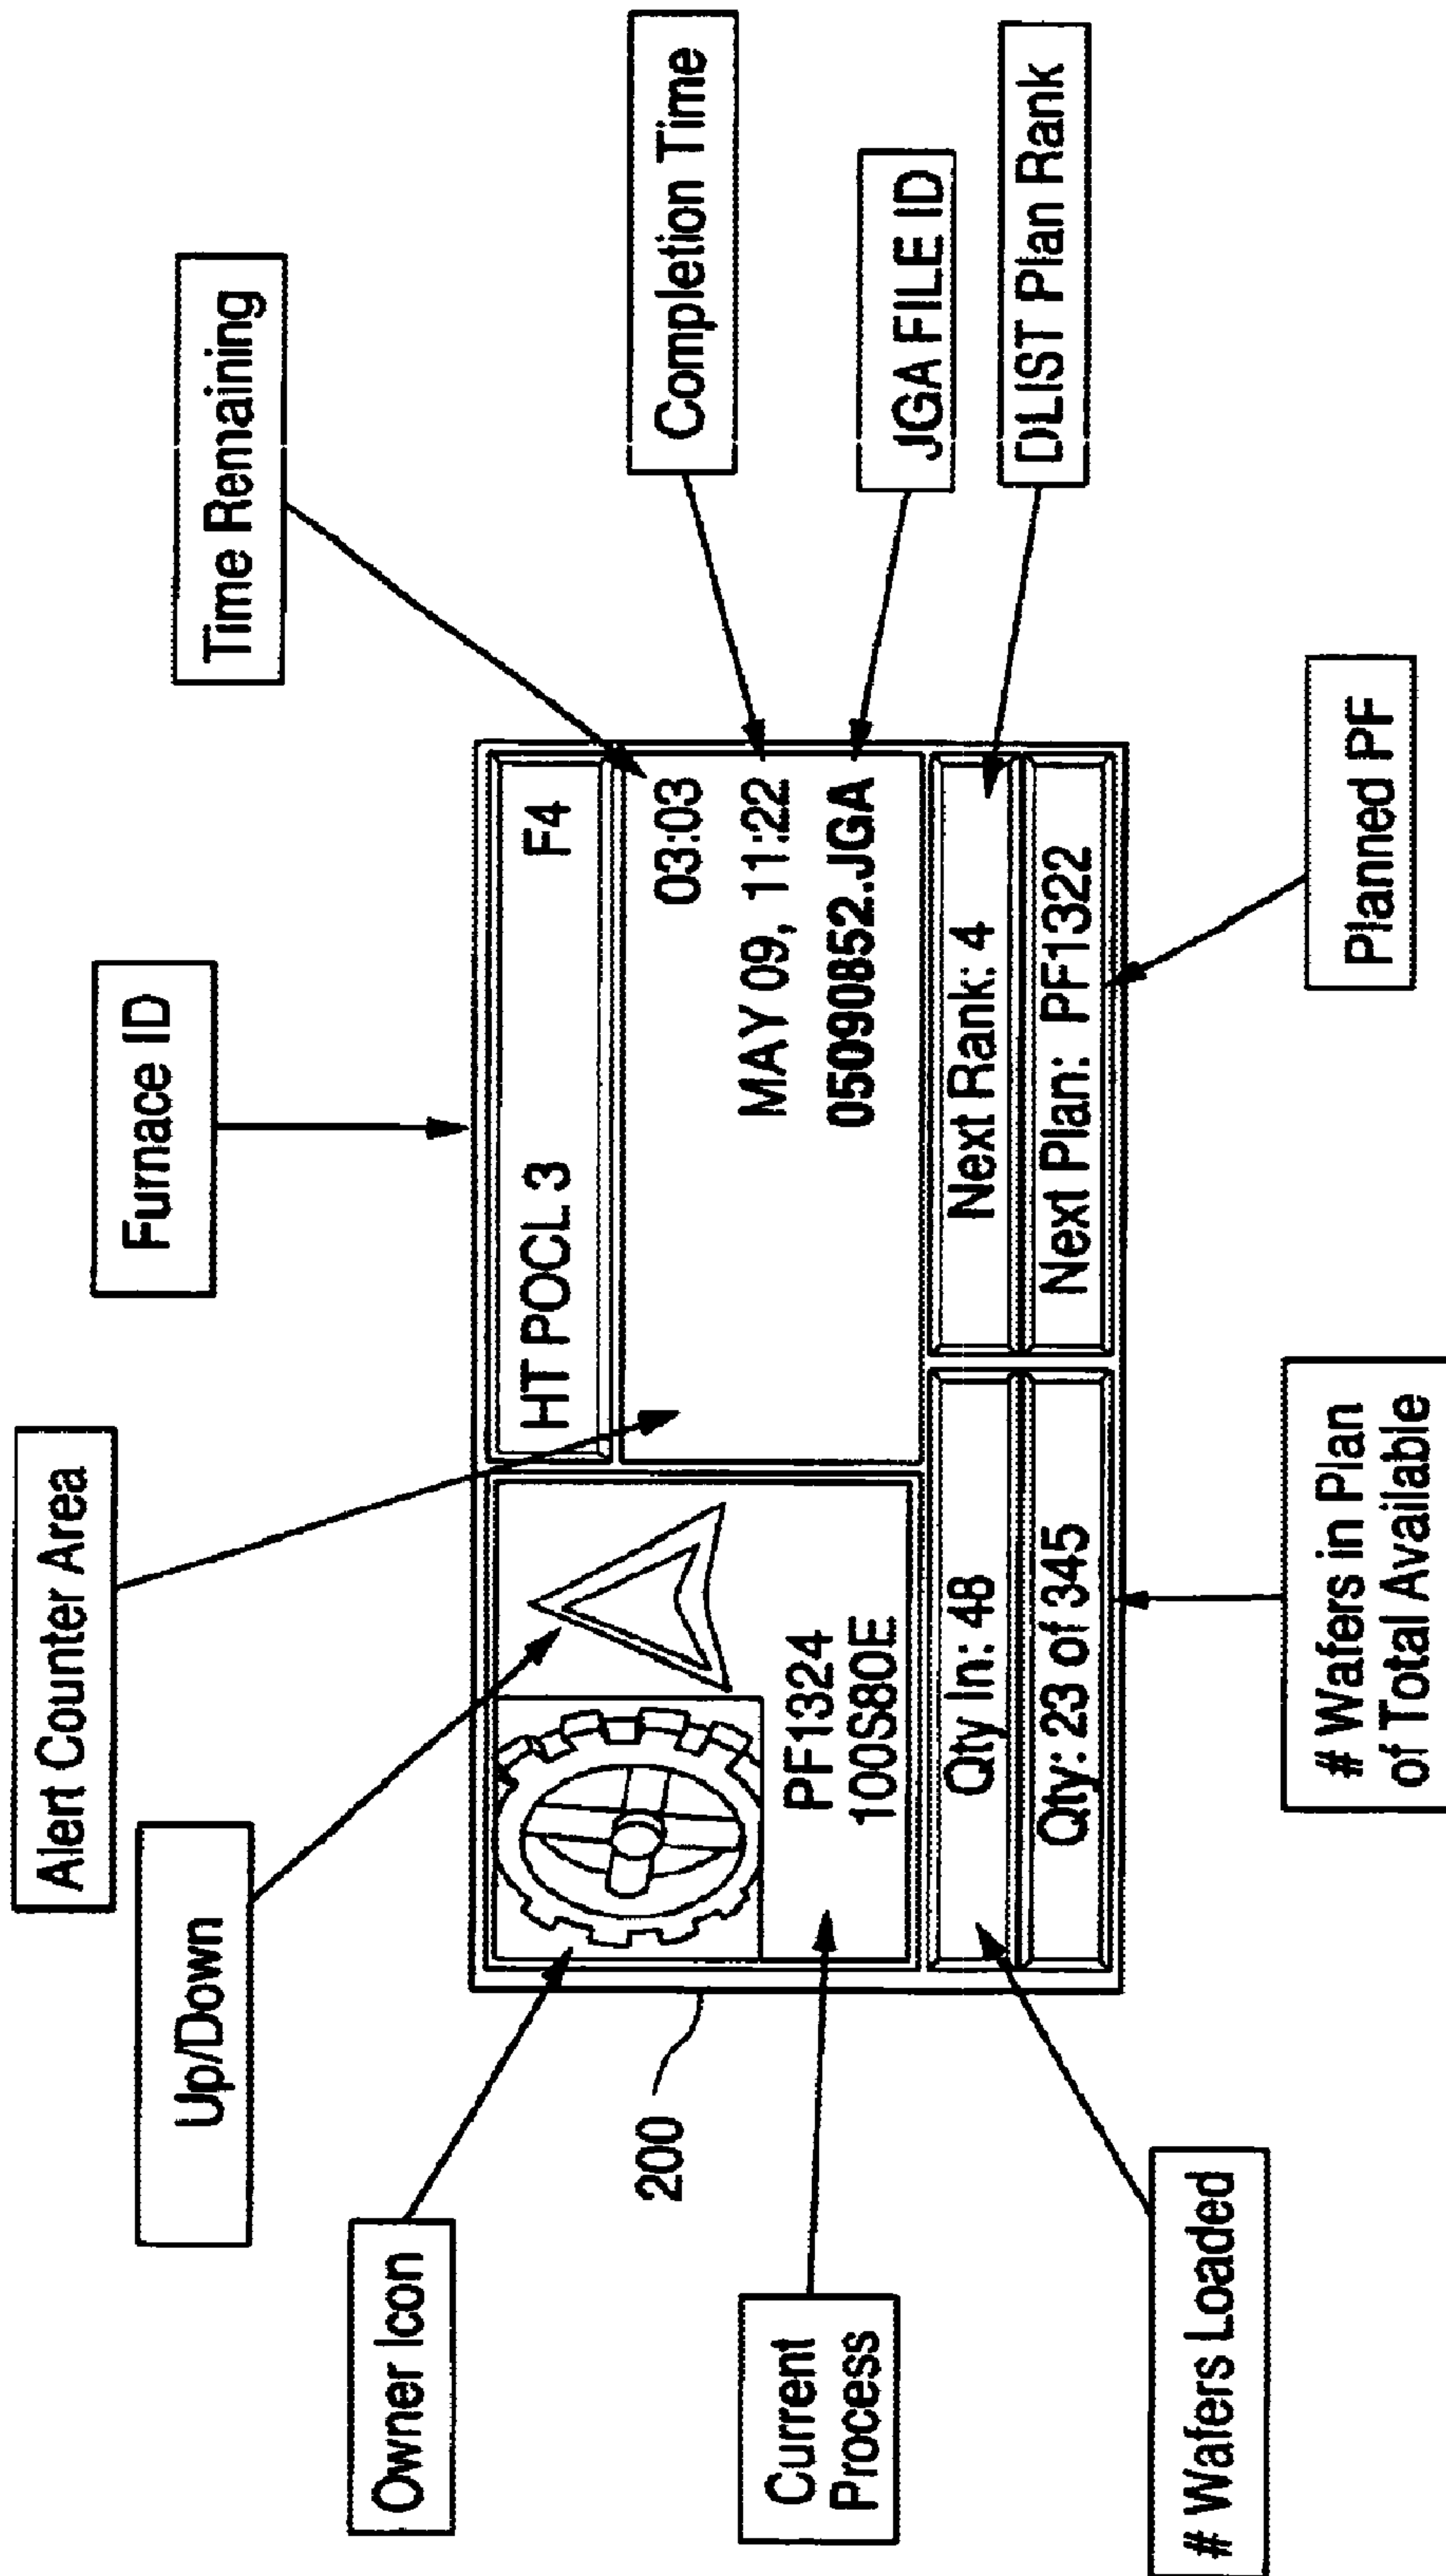 Alert Counter Area
Furnace ID
Up/Down
Time Remaining
Owner Icon
Completion Time
200
HT POCL 3 F4
03:03
MAY 09, 11:22
05090852.JGA
PF1324
100S80E
Qty In: 48
Next Rank: 4
Qty: 23 of 345
Next Plan: PF1322
Current
Process
JGA FILE ID
DLIST Plan Rank
# Wafers Loaded
# Wafers in Plan
of Total Available
Planned PF